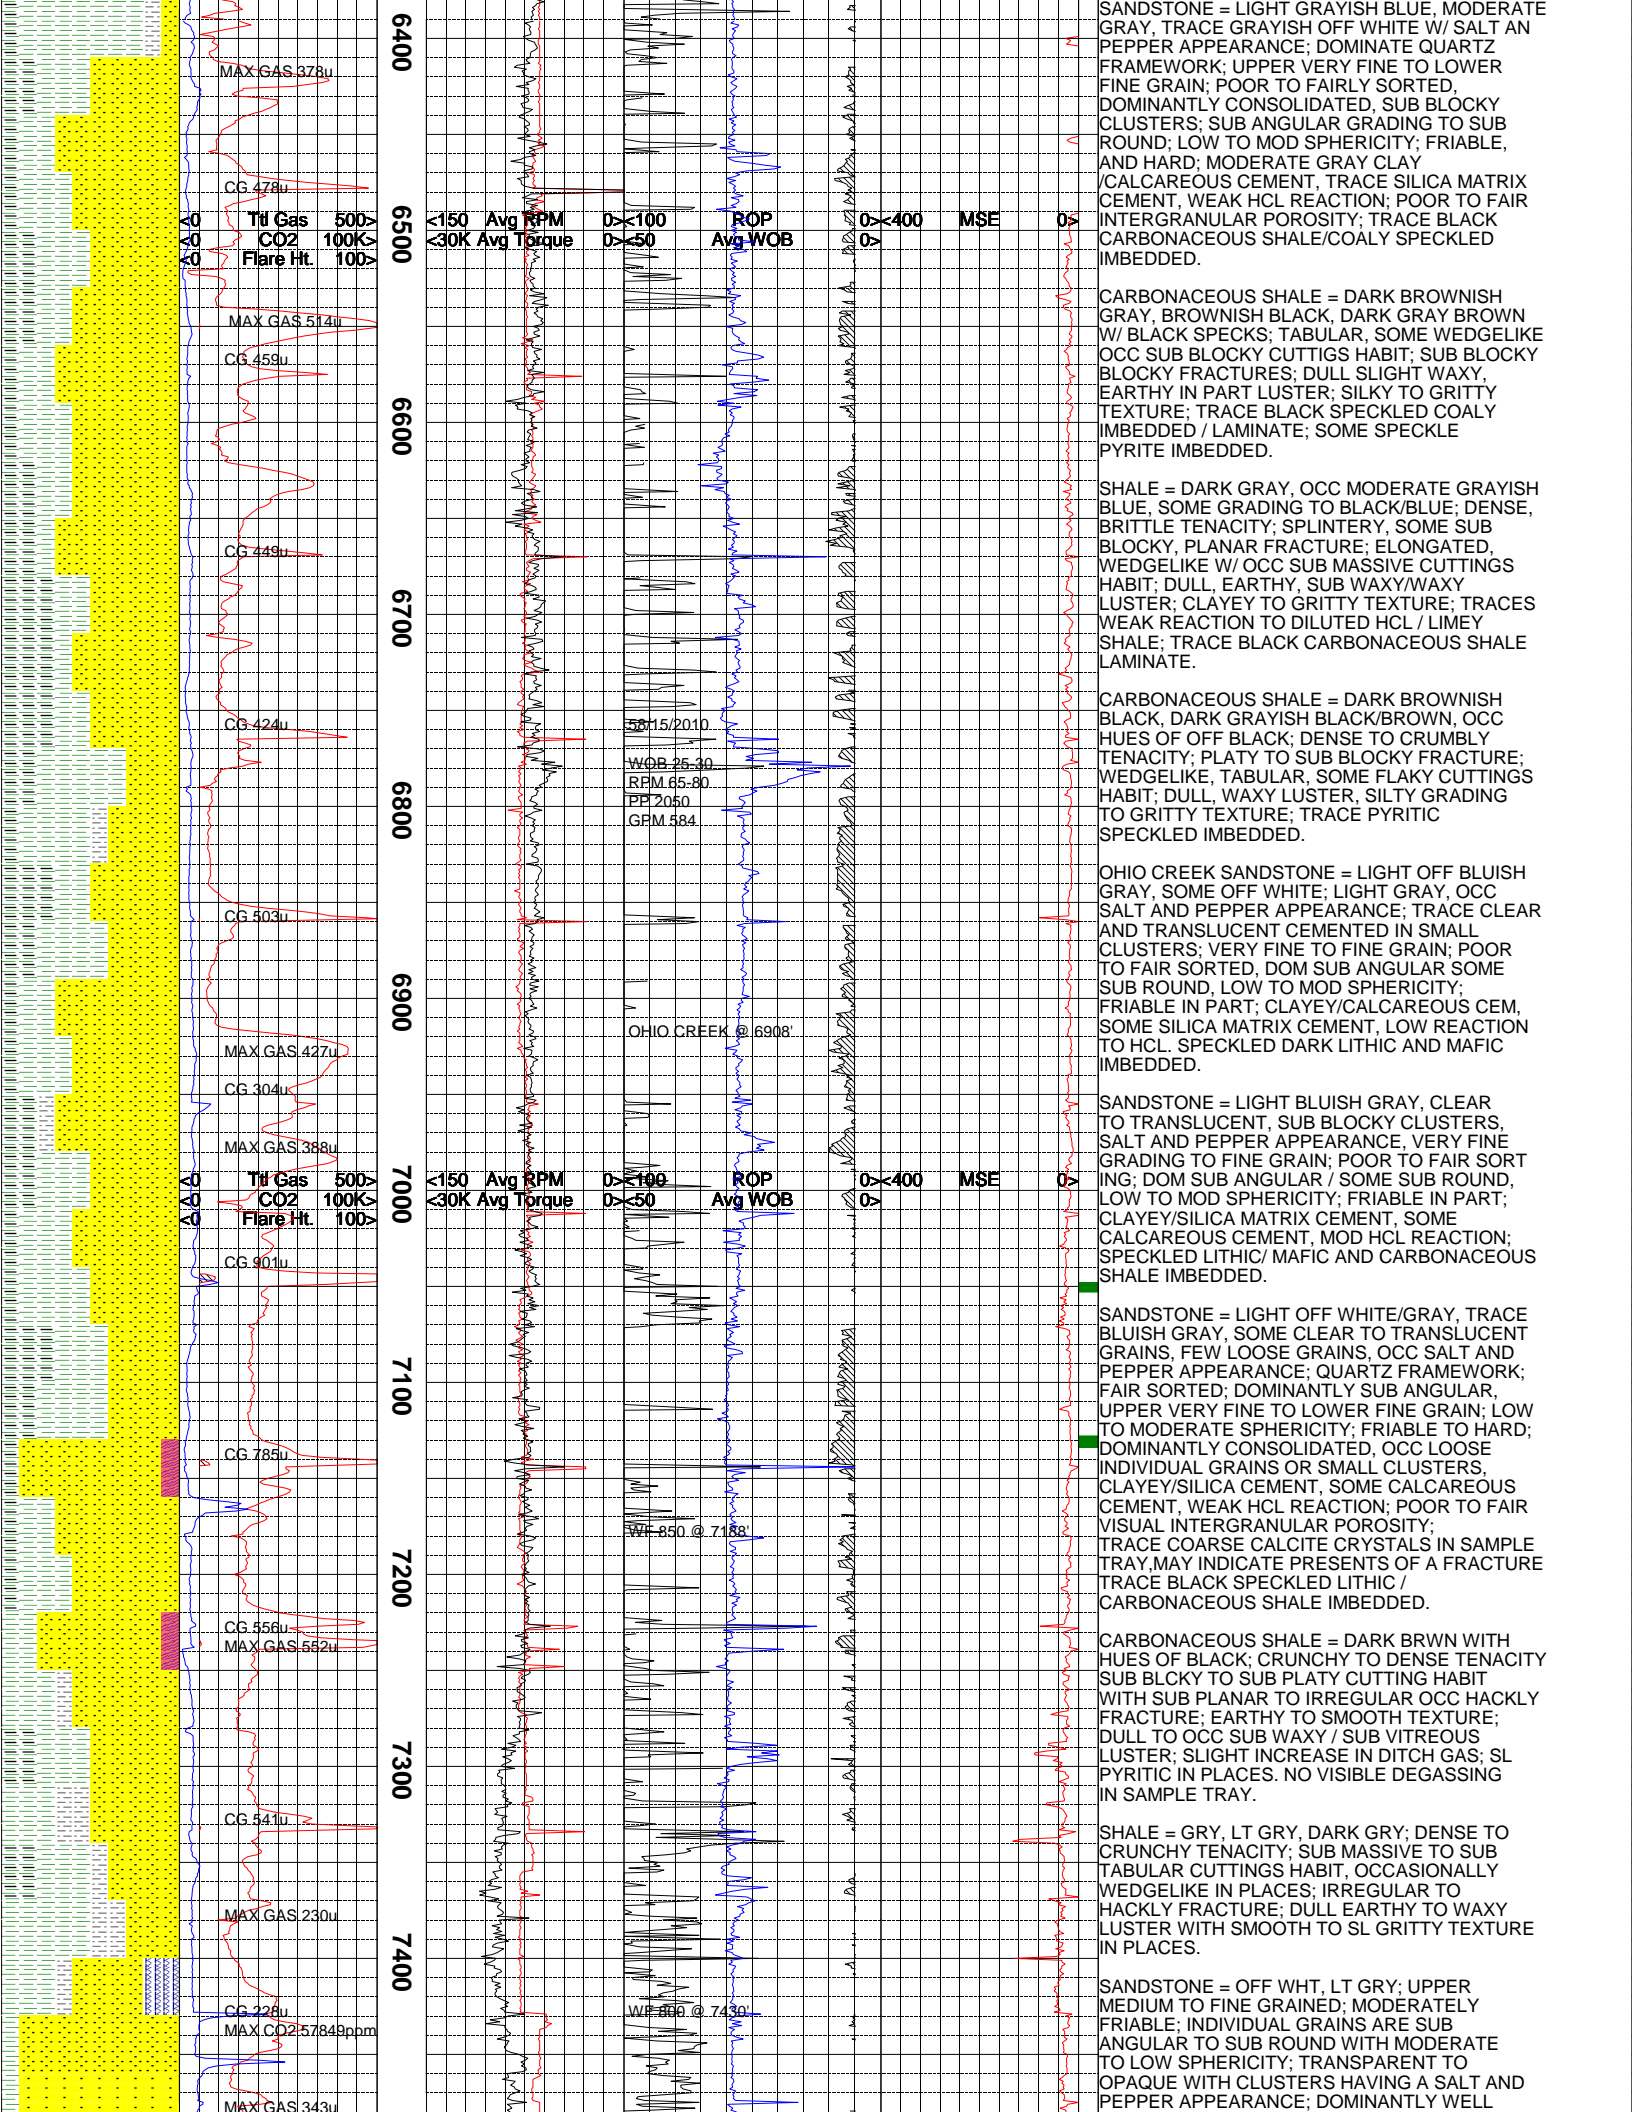 MAX GAS 378u
CG 478u
<0 Ttl Gas 500>
<0 CO2 100K>
<0 Flare Ht. 100>
<150 Avg RPM 0>
<30K Avg Torque 0>
<100 ROP 0>
<50 Avg WOB 0>
<400 MSE 0>
MAX GAS 514u
CG 459u
CG 449u
CG 424u
CG 503u
MAX GAS 427u
CG 304u
MAX GAS 388u
<0 Ttl Gas 500>
<0 CO2 100K>
<0 Flare Ht. 100>
<150 Avg RPM 0>
<30K Avg Torque 0>
<100 ROP 0>
<50 Avg WOB 0>
<400 MSE 0>
CG 901u
CG 785u
CG 556u
MAX GAS 552u
CG 541u
MAX GAS 230u
CG 228u
MAX CO2 57849ppm
MAX GAS 343u
6400
6500
6600
6700
6800
6900
7000
7100
7200
7300
7400
58/15/2010
WOB 25-30
RPM 65-80
PP 2050
GPM 584
OHIO CREEK @ 6908'
WF 850 @ 7188'
WF 800 @ 7430'
SANDSTONE = LIGHT GRAYISH BLUE, MODERATE
GRAY, TRACE GRAYISH OFF WHITE W/ SALT AN
PEPPER APPEARANCE; DOMINATE QUARTZ
FRAMEWORK; UPPER VERY FINE TO LOWER
FINE GRAIN; POOR TO FAIRLY SORTED,
DOMINANTLY CONSOLIDATED, SUB BLOCKY
CLUSTERS; SUB ANGULAR GRADING TO SUB
ROUND; LOW TO MOD SPHERICITY; FRIABLE,
AND HARD; MODERATE GRAY CLAY
/CALCAREOUS CEMENT, TRACE SILICA MATRIX
CEMENT, WEAK HCL REACTION; POOR TO FAIR
INTERGRANULAR POROSITY; TRACE BLACK
CARBONACEOUS SHALE/COALY SPECKLED
IMBEDDED.
CARBONACEOUS SHALE = DARK BROWNISH
GRAY, BROWNISH BLACK, DARK GRAY BROWN
W/ BLACK SPECKS; TABULAR, SOME WEDGELIKE
OCC SUB BLOCKY CUTTIGS HABIT; SUB BLOCKY
BLOCKY FRACTURES; DULL SLIGHT WAXY,
EARTHY IN PART LUSTER; SILKY TO GRITTY
TEXTURE; TRACE BLACK SPECKLED COALY
IMBEDDED / LAMINATE; SOME SPECKLE
PYRITE IMBEDDED.
SHALE = DARK GRAY, OCC MODERATE GRAYISH
BLUE, SOME GRADING TO BLACK/BLUE; DENSE,
BRITTLE TENACITY; SPLINTERY, SOME SUB
BLOCKY, PLANAR FRACTURE; ELONGATED,
WEDGELIKE W/ OCC SUB MASSIVE CUTTINGS
HABIT; DULL, EARTHY, SUB WAXY/WAXY
LUSTER; CLAYEY TO GRITTY TEXTURE; TRACES
WEAK REACTION TO DILUTED HCL / LIMEY
SHALE; TRACE BLACK CARBONACEOUS SHALE
LAMINATE.
CARBONACEOUS SHALE = DARK BROWNISH
BLACK, DARK GRAYISH BLACK/BROWN, OCC
HUES OF OFF BLACK; DENSE TO CRUMBLY
TENACITY; PLATY TO SUB BLOCKY FRACTURE;
WEDGELIKE, TABULAR, SOME FLAKY CUTTINGS
HABIT; DULL, WAXY LUSTER, SILTY GRADING
TO GRITTY TEXTURE; TRACE PYRITIC
SPECKLED IMBEDDED.
OHIO CREEK SANDSTONE = LIGHT OFF BLUISH
GRAY, SOME OFF WHITE; LIGHT GRAY, OCC
SALT AND PEPPER APPEARANCE; TRACE CLEAR
AND TRANSLUCENT CEMENTED IN SMALL
CLUSTERS; VERY FINE TO FINE GRAIN; POOR
TO FAIR SORTED, DOM SUB ANGULAR SOME
SUB ROUND, LOW TO MOD SPHERICITY;
FRIABLE IN PART; CLAYEY/CALCAREOUS CEM,
SOME SILICA MATRIX CEMENT, LOW REACTION
TO HCL. SPECKLED DARK LITHIC AND MAFIC
IMBEDDED.
SANDSTONE = LIGHT BLUISH GRAY, CLEAR
TO TRANSLUCENT, SUB BLOCKY CLUSTERS,
SALT AND PEPPER APPEARANCE, VERY FINE
GRADING TO FINE GRAIN; POOR TO FAIR SORT
ING; DOM SUB ANGULAR / SOME SUB ROUND,
LOW TO MOD SPHERICITY; FRIABLE IN PART;
CLAYEY/SILICA MATRIX CEMENT, SOME
CALCAREOUS CEMENT, MOD HCL REACTION;
SPECKLED LITHIC/ MAFIC AND CARBONACEOUS
SHALE IMBEDDED.
SANDSTONE = LIGHT OFF WHITE/GRAY, TRACE
BLUISH GRAY, SOME CLEAR TO TRANSLUCENT
GRAINS, FEW LOOSE GRAINS, OCC SALT AND
PEPPER APPEARANCE; QUARTZ FRAMEWORK;
FAIR SORTED; DOMINANTLY SUB ANGULAR,
UPPER VERY FINE TO LOWER FINE GRAIN; LOW
TO MODERATE SPHERICITY; FRIABLE TO HARD;
DOMINANTLY CONSOLIDATED, OCC LOOSE
INDIVIDUAL GRAINS OR SMALL CLUSTERS,
CLAYEY/SILICA CEMENT, SOME CALCAREOUS
CEMENT, WEAK HCL REACTION; POOR TO FAIR
VISUAL INTERGRANULAR POROSITY;
TRACE COARSE CALCITE CRYSTALS IN SAMPLE
TRAY,MAY INDICATE PRESENTS OF A FRACTURE
TRACE BLACK SPECKLED LITHIC /
CARBONACEOUS SHALE IMBEDDED.
CARBONACEOUS SHALE = DARK BRWN WITH
HUES OF BLACK; CRUNCHY TO DENSE TENACITY
SUB BLCKY TO SUB PLATY CUTTING HABIT
WITH SUB PLANAR TO IRREGULAR OCC HACKLY
FRACTURE; EARTHY TO SMOOTH TEXTURE;
DULL TO OCC SUB WAXY / SUB VITREOUS
LUSTER; SLIGHT INCREASE IN DITCH GAS; SL
PYRITIC IN PLACES. NO VISIBLE DEGASSING
IN SAMPLE TRAY.
SHALE = GRY, LT GRY, DARK GRY; DENSE TO
CRUNCHY TENACITY; SUB MASSIVE TO SUB
TABULAR CUTTINGS HABIT, OCCASIONALLY
WEDGELIKE IN PLACES; IRREGULAR TO
HACKLY FRACTURE; DULL EARTHY TO WAXY
LUSTER WITH SMOOTH TO SL GRITTY TEXTURE
IN PLACES.
SANDSTONE = OFF WHT, LT GRY; UPPER
MEDIUM TO FINE GRAINED; MODERATELY
FRIABLE; INDIVIDUAL GRAINS ARE SUB
ANGULAR TO SUB ROUND WITH MODERATE
TO LOW SPHERICITY; TRANSPARENT TO
OPAQUE WITH CLUSTERS HAVING A SALT AND
PEPPER APPEARANCE; DOMINANTLY WELL